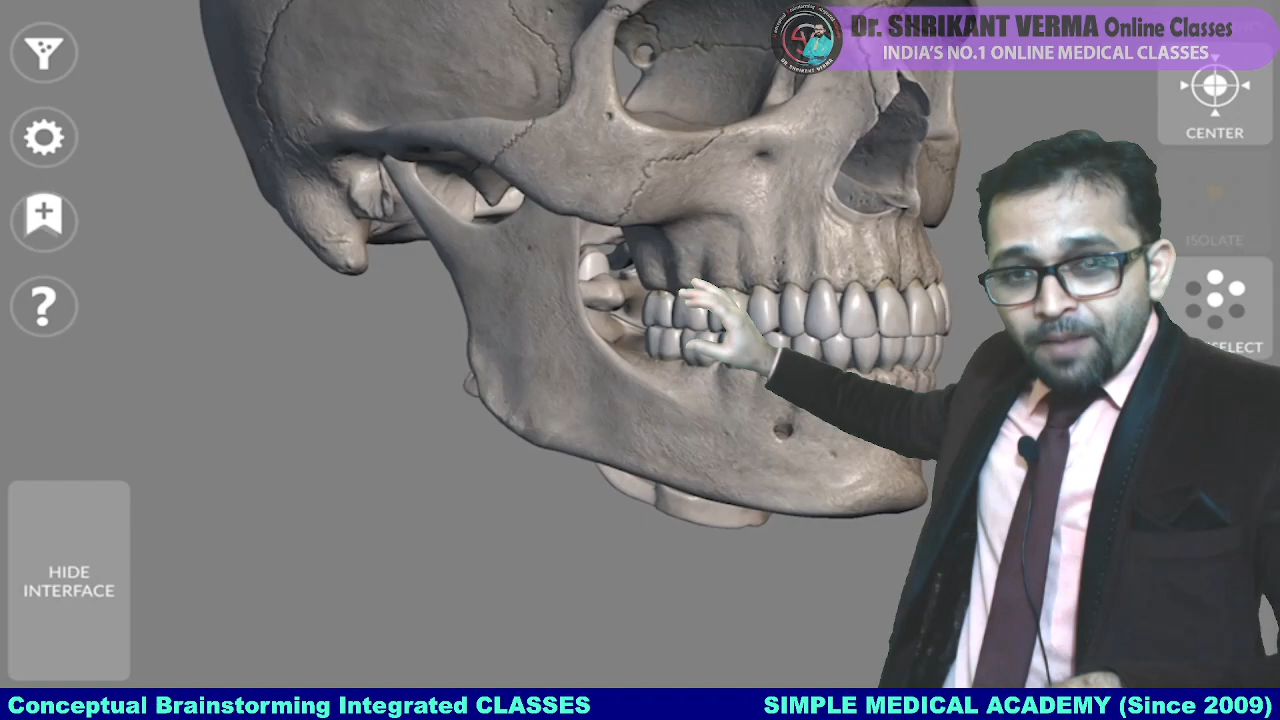 Dr. SHRIKANT VERMA Online Classes
INDIA'S NO.1 ONLINE MEDICAL CLASSES
CENTER
ISOLATE
SELECT
HIDE
INTERFACE
Conceptual Brainstorming Integrated CLASSES
SIMPLE MEDICAL ACADEMY (Since 2009)